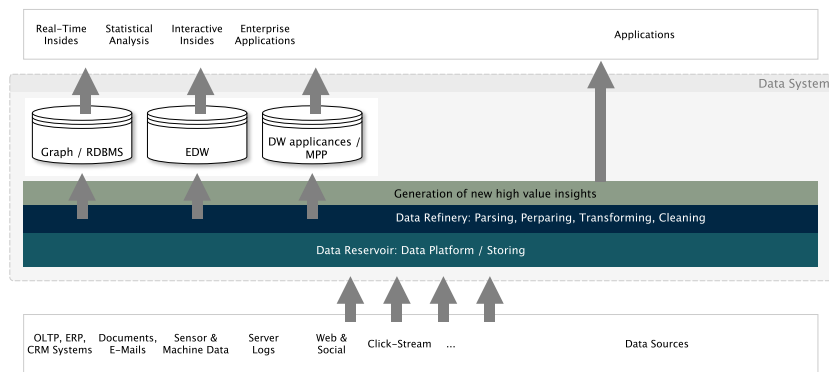 Real-Time
Insides
Statistical
Analysis
Interactive
Insides
Enterprise
Applications
Applications
Data System
Graph / RDBMS
EDW
DW applicances /
MPP
Generation of new high value insights
Data Refinery: Parsing, Perparing, Transforming, Cleaning
Data Reservoir: Data Platform / Storing
OLTP, ERP,
CRM Systems
Documents,
E-Mails
Sensor &
Machine Data
Server
Logs
Web &
Social
Click-Stream
...
Data Sources